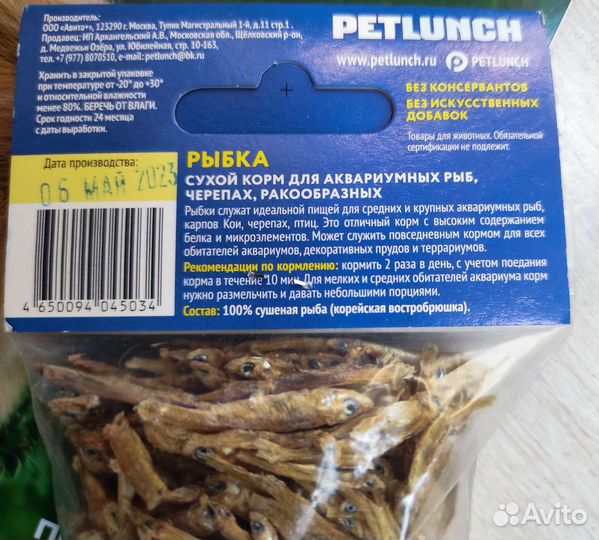 Производитель:
ООО «Авита+», 123290 г. Москва, Тупик Магистральный 1-й, д.11 стр.1 .
Продавец: ИП Архангельский А.В., Московская обл., Щёлковский р-он,
д. Медвежьи Озёра, ул. Юбилейная, стр. 10-163,
тел.+7 (977) 8070510, e-mail: petlunch@bk.ru
Хранить в закрытой упаковке
при температуре от -20° до +30°
и относительной влажности
менее 80%. БЕРЕЧЬ ОТ ВЛАГИ.
Срок годности 24 месяца
с даты выработки.
PETLUNCH
www.petlunch.ru PETLUNCH
БЕЗ КОНСЕРВАНТОВ
БЕЗ ИСКУССТВЕННЫХ
ДОБАВОК
Товары для животных. Обязательной
сертификации не подлежит.
Дата производства:
06 МАЙ 2023
4 650094 045034
РЫБКА
СУХОЙ КОРМ ДЛЯ АКВАРИУМНЫХ РЫБ,
ЧЕРЕПАХ, РАКООБРАЗНЫХ
Рыбки служат идеальной пищей для средних и крупных аквариумных рыб,
карпов Кои, черепах, птиц. Это отличный корм с высоким содержанием
белка и микроэлементов. Может служить повседневным кормом для всех
обитателей аквариумов, декоративных прудов и террариумов.
Рекомендации по кормлению: кормить 2 раза в день, с учетом поедания
корма в течение 10 мин. Для мелких и средних обитателей аквариума корм
нужно размельчить и давать небольшими порциями.
Состав: 100% сушеная рыба (корейская востробрюшка).
Avito